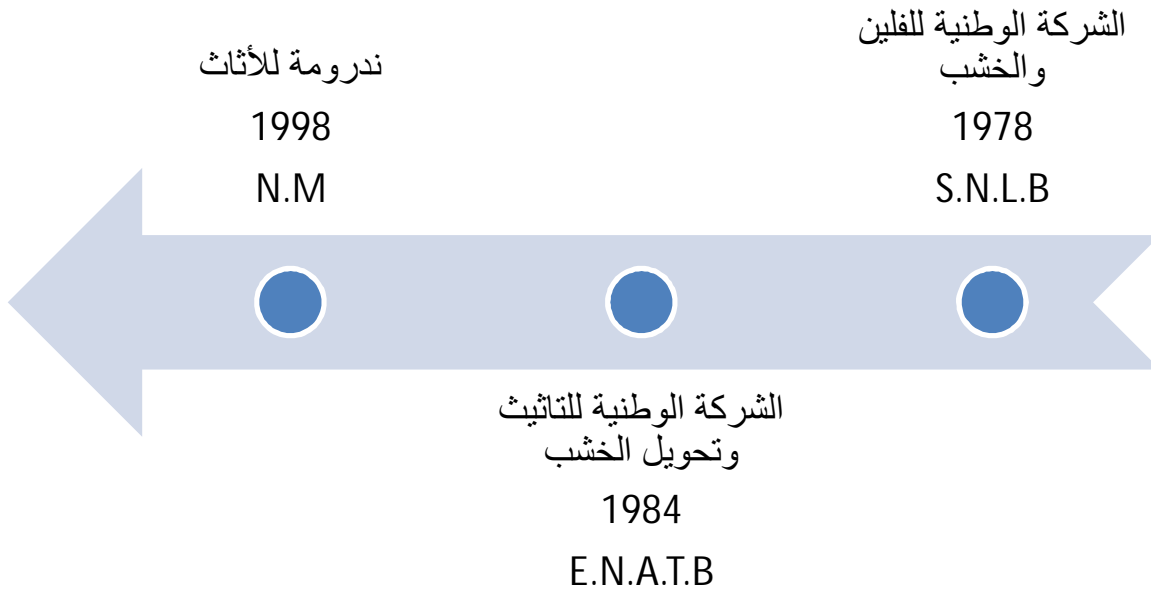 الشركة الوطنية للفلين
والخشب
1978
S.N.L.B
الشركة الوطنية للتاثيث
وتحويل الخشب
1984
E.N.A.T.B
ندرومة للأثاث
1998
N.M